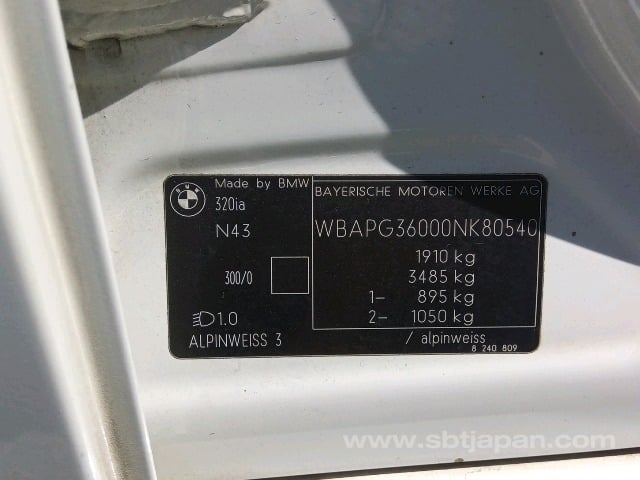 BMW
Made by BMW
320ia
N43
300/0
1.0
ALPINWEISS 3
BAYERISCHE MOTOREN WERKE AG
WBAPG36000NK80540
1910 kg
3485 kg
1– 895 kg
2– 1050 kg
/ alpinweiss
8 240 809
www.sbtjapan.com